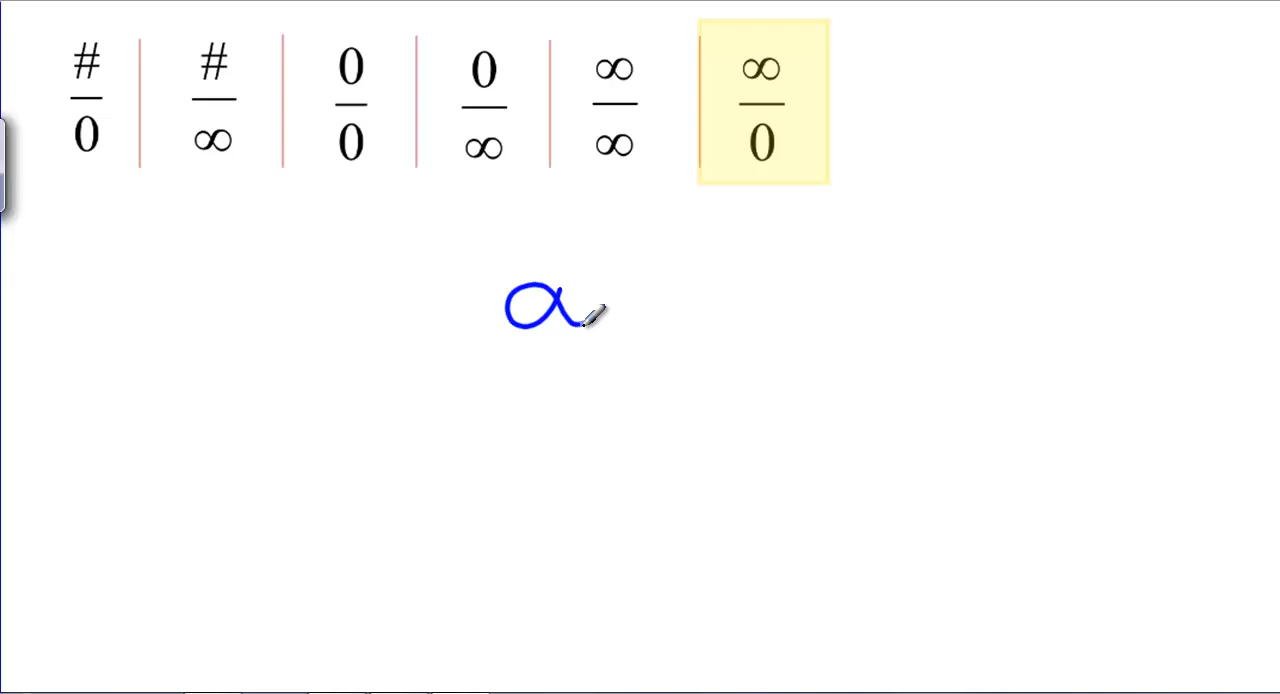 # # 0 0 ∞ ∞
0 ∞ 0 ∞ ∞ 0